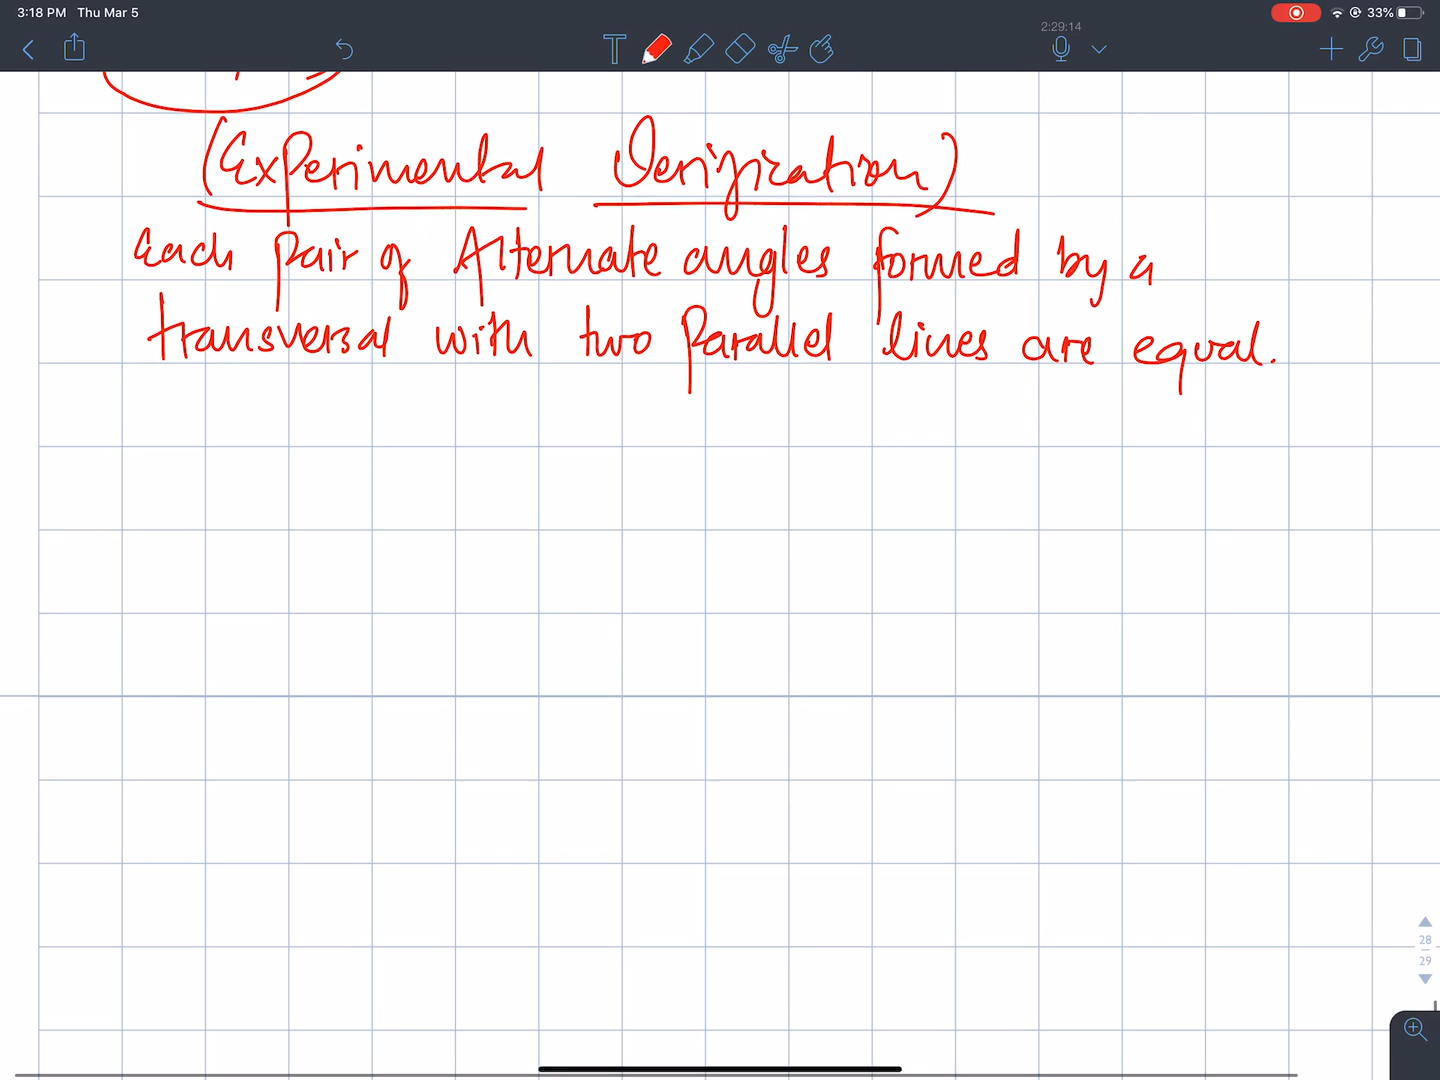 3:18 PM Thu Mar 5
33%
2:29:14
(Experimental Verification)
Each pair of Alternate angles formed by a
transversal with two Parallel lines are equal.
28
29